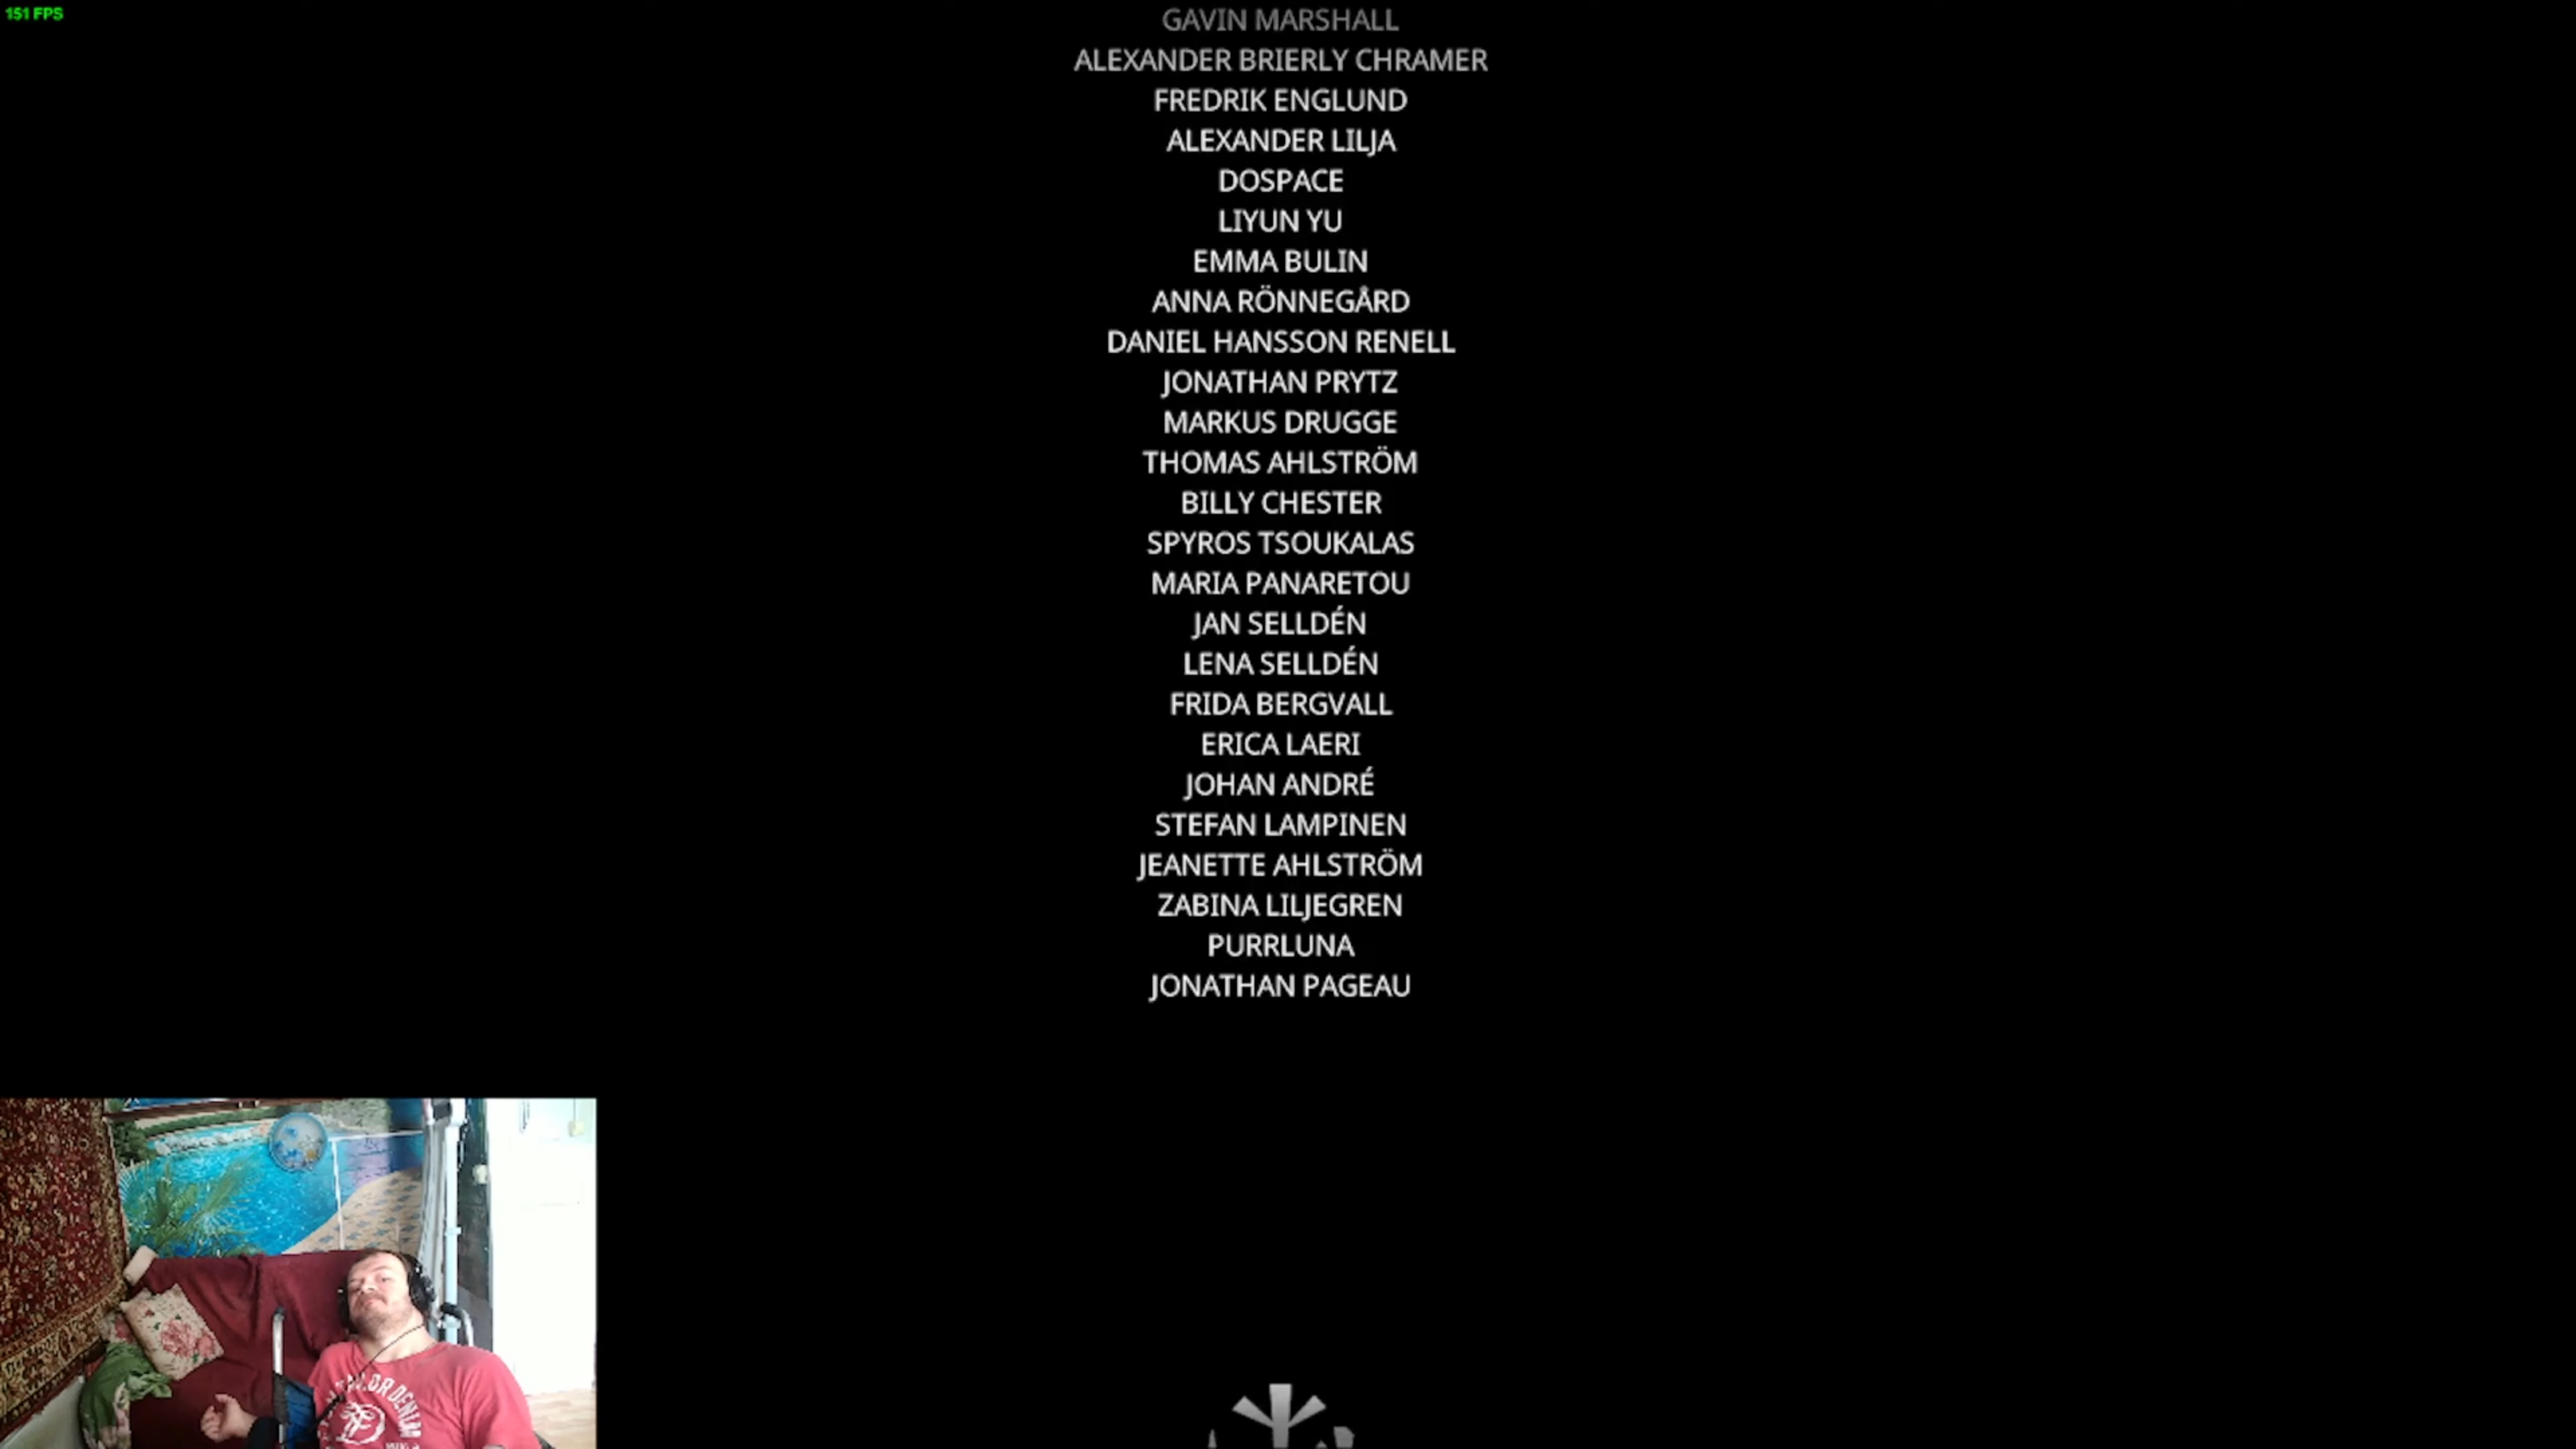 151 FPS
GAVIN MARSHALL
ALEXANDER BRIERLY CHRAMER
FREDRIK ENGLUND
ALEXANDER LILJA
DOSPACE
LIYUN YU
EMMA BULIN
ANNA RÖNNEGÅRD
DANIEL HANSSON RENELL
JONATHAN PRYTZ
MARKUS DRUGGE
THOMAS AHLSTRÖM
BILLY CHESTER
SPYROS TSOUKALAS
MARIA PANARETOU
JAN SELLDÉN
LENA SELLDÉN
FRIDA BERGVALL
ERICA LAERI
JOHAN ANDRÉ
STEFAN LAMPINEN
JEANETTE AHLSTRÖM
ZABINA LILJEGREN
PURRLUNA
JONATHAN PAGEAU